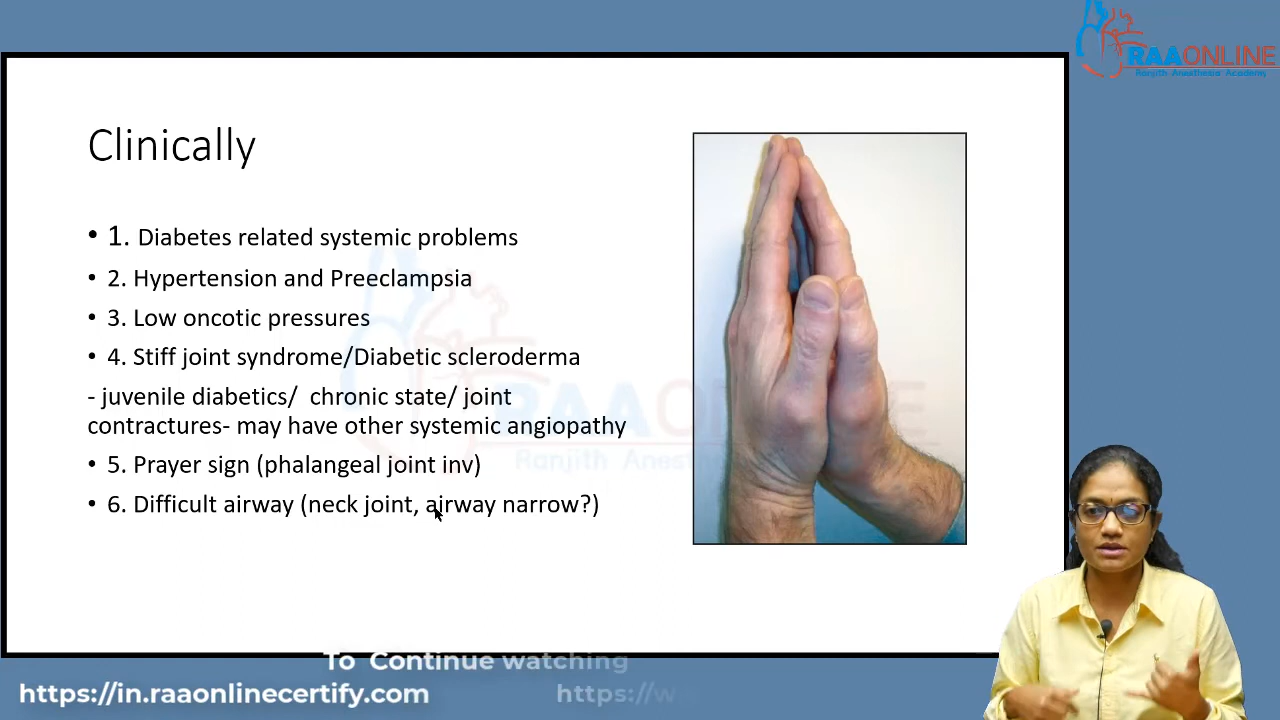 RAAONLINE
Ranjith Anesthesia Academy
Clinically
• 1. Diabetes related systemic problems
• 2. Hypertension and Preeclampsia
• 3. Low oncotic pressures
• 4. Stiff joint syndrome/Diabetic scleroderma
- juvenile diabetics/ chronic state/ joint
contractures- may have other systemic angiopathy
• 5. Prayer sign (phalangeal joint inv)
• 6. Difficult airway (neck joint, airway narrow?)
To Continue watching
https://in.raaonlinecertify.com
https://w